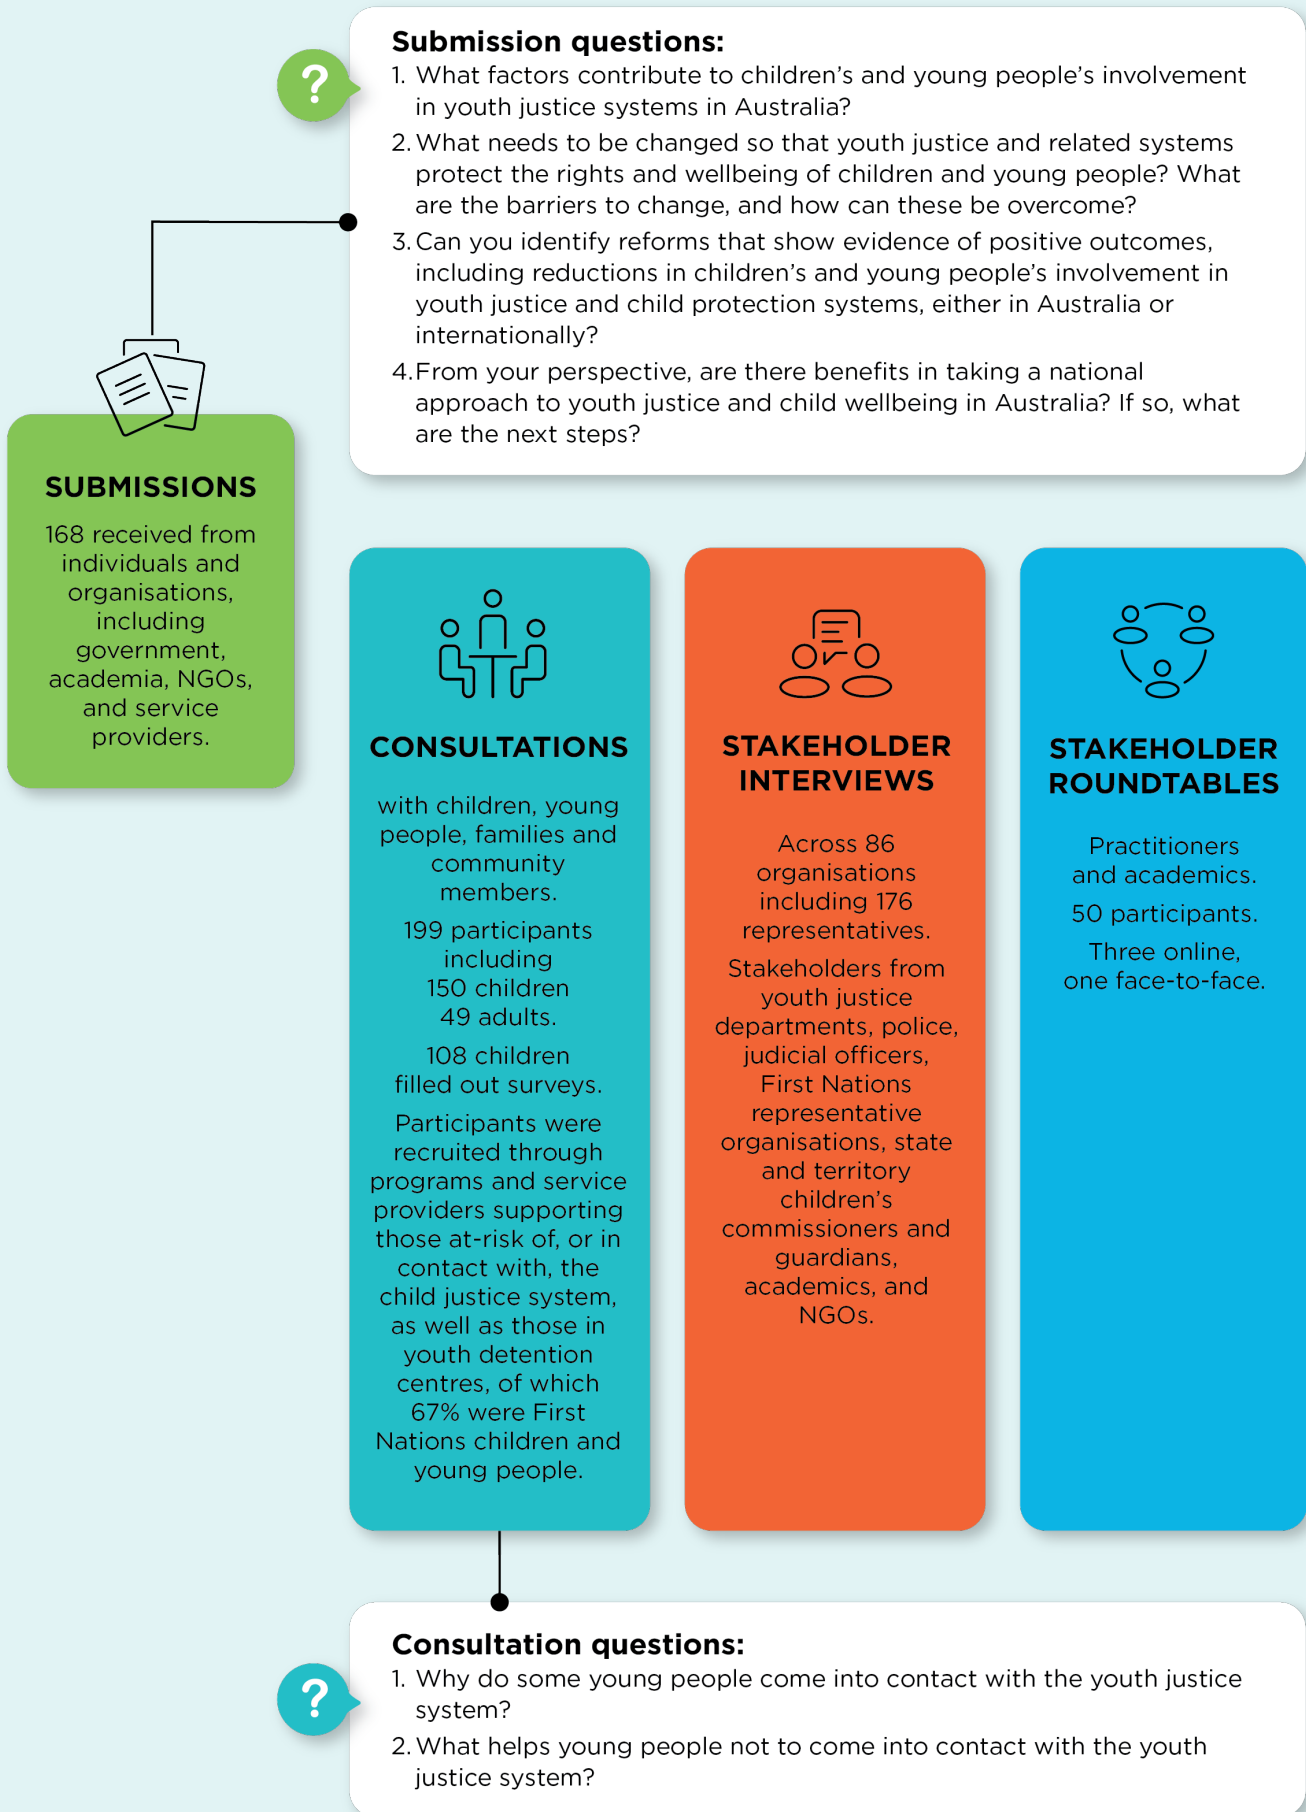 Submission questions:
1. What factors contribute to children’s and young people’s involvement
in youth justice systems in Australia?
2. What needs to be changed so that youth justice and related systems
protect the rights and wellbeing of children and young people? What
are the barriers to change, and how can these be overcome?
3. Can you identify reforms that show evidence of positive outcomes,
including reductions in children’s and young people’s involvement in
youth justice and child protection systems, either in Australia or
internationally?
4. From your perspective, are there benefits in taking a national
approach to youth justice and child wellbeing in Australia? If so, what
are the next steps?
?
SUBMISSIONS
168 received from
individuals and
organisations,
including
government,
academia, NGOs,
and service
providers.
CONSULTATIONS
with children, young
people, families and
community
members.
199 participants
including
150 children
49 adults.
108 children
filled out surveys.
Participants were
recruited through
programs and service
providers supporting
those at-risk of, or in
contact with, the
child justice system,
as well as those in
youth detention
centres, of which
67% were First
Nations children and
young people.
STAKEHOLDER
INTERVIEWS
Across 86
organisations
including 176
representatives.
Stakeholders from
youth justice
departments, police,
judicial officers,
First Nations
representative
organisations, state
and territory
children’s
commissioners and
guardians,
academics, and
NGOs.
STAKEHOLDER
ROUNDTABLES
Practitioners
and academics.
50 participants.
Three online,
one face-to-face.
?
Consultation questions:
1. Why do some young people come into contact with the youth justice
system?
2. What helps young people not to come into contact with the youth
justice system?